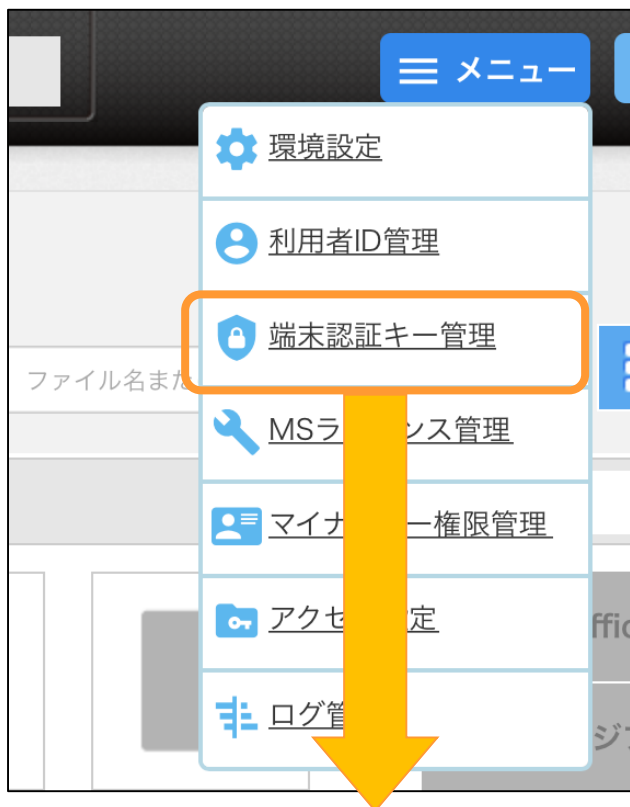 メニュー
環境設定
利用者ID管理
端末認証キー管理
ファイル名また
MSラ ンス管理
マイナ ー権限管理
アクセ 定
ffic
ログ管
ジ